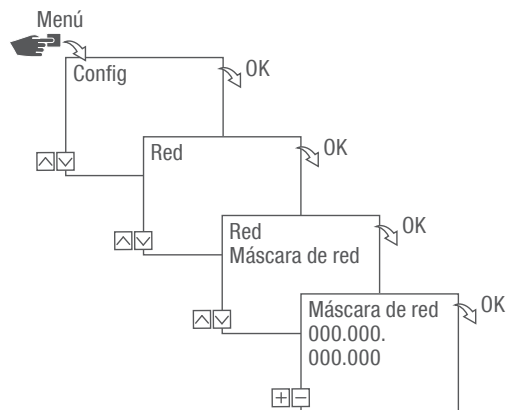 Menú
Config
OK
Red
OK
Red
Máscara de red
OK
Máscara de red
000.000.
000.000
OK